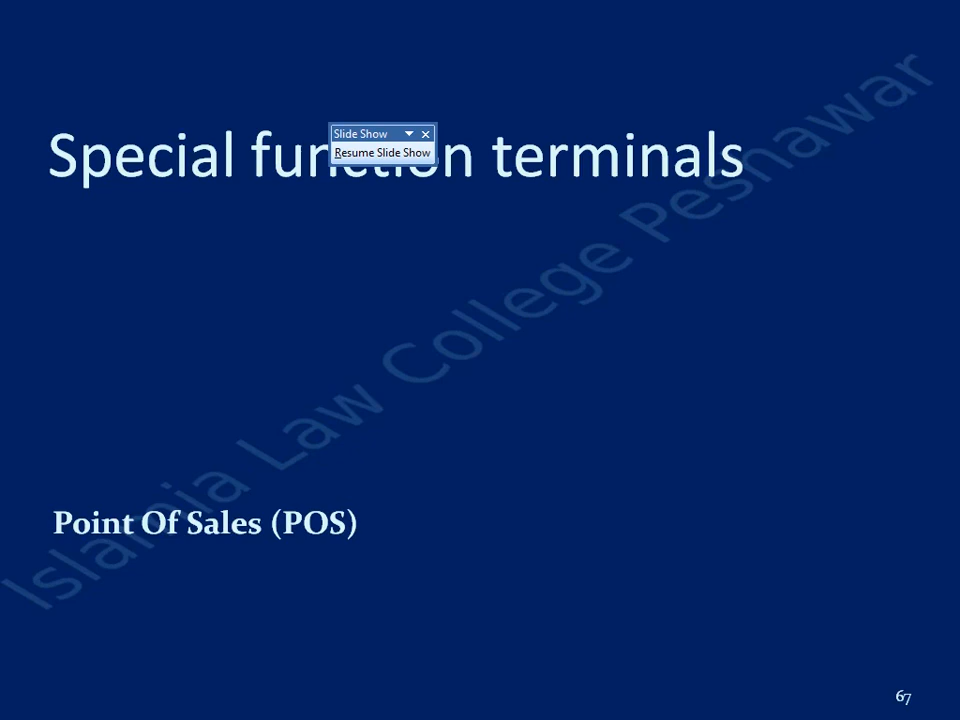 Special function terminals
Slide Show
Resume Slide Show
Islamia Law College Peshawar
Point Of Sales (POS)
67